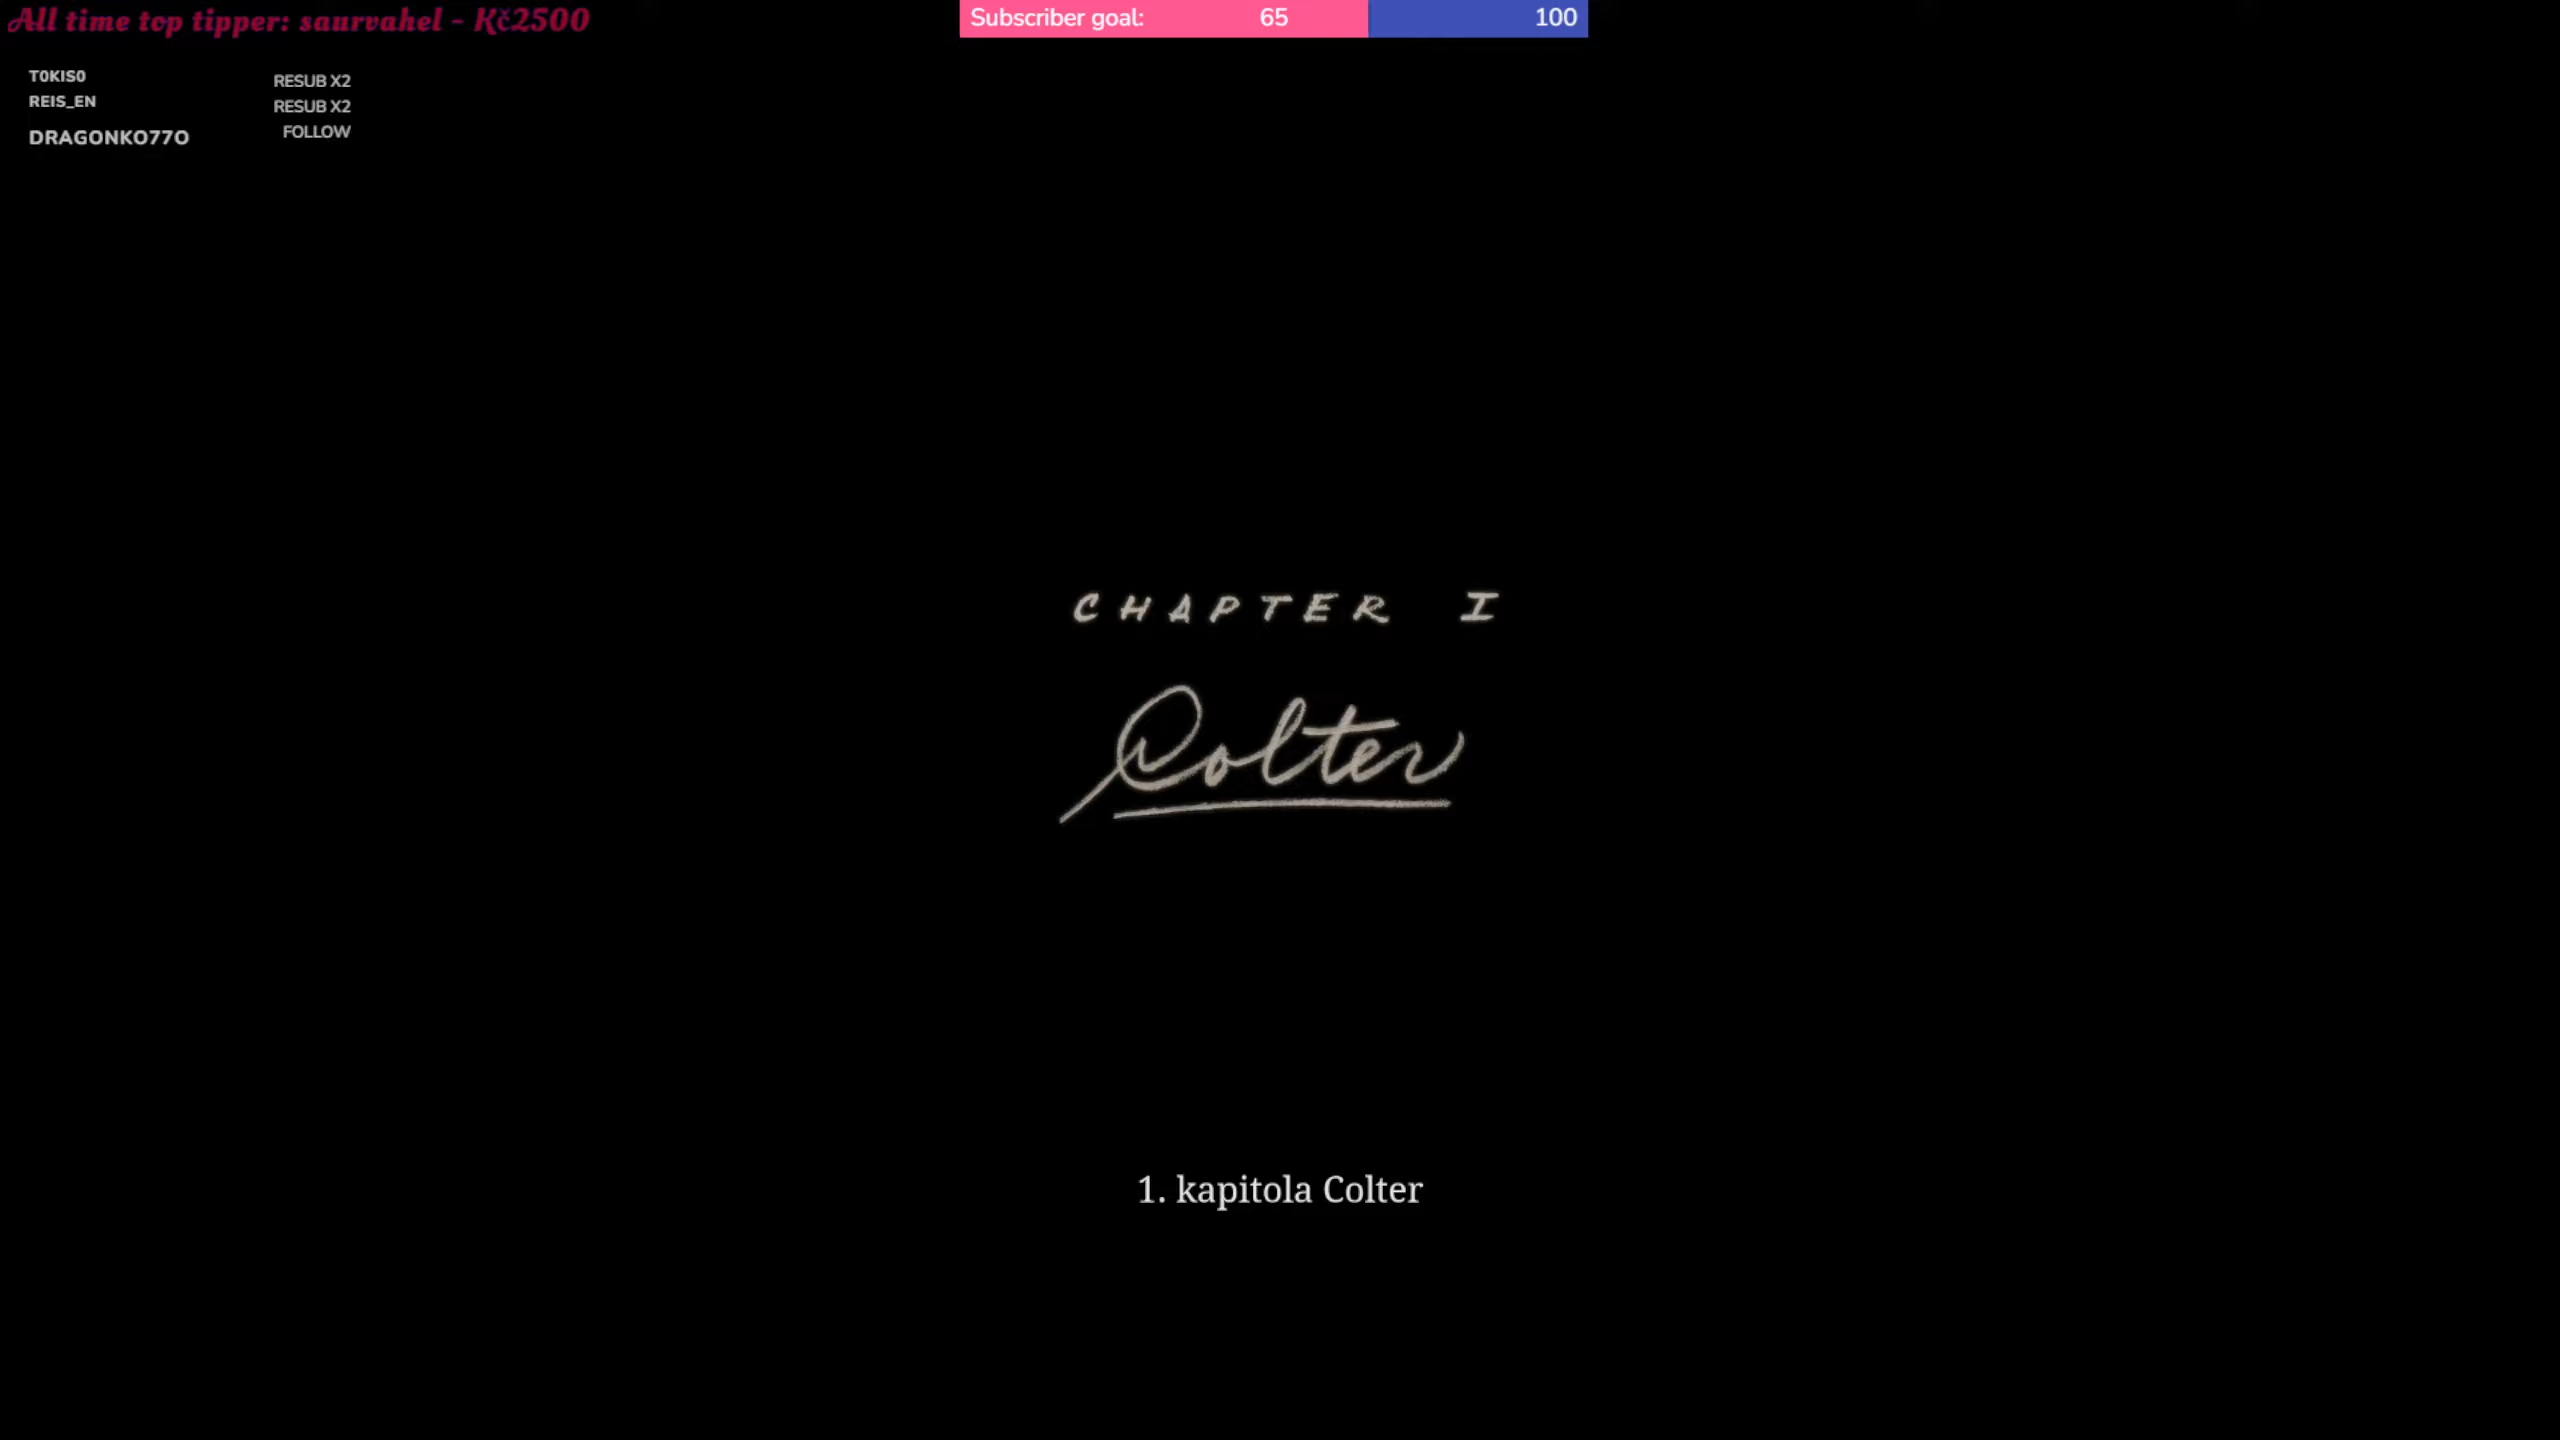 All time top tipper: saurvahel - Kč2500
Subscriber goal: 65 100
T0KIS0 RESUB X2
REIS_EN RESUB X2
DRAGONKO77O FOLLOW
CHAPTER I
Colter
1. kapitola Colter